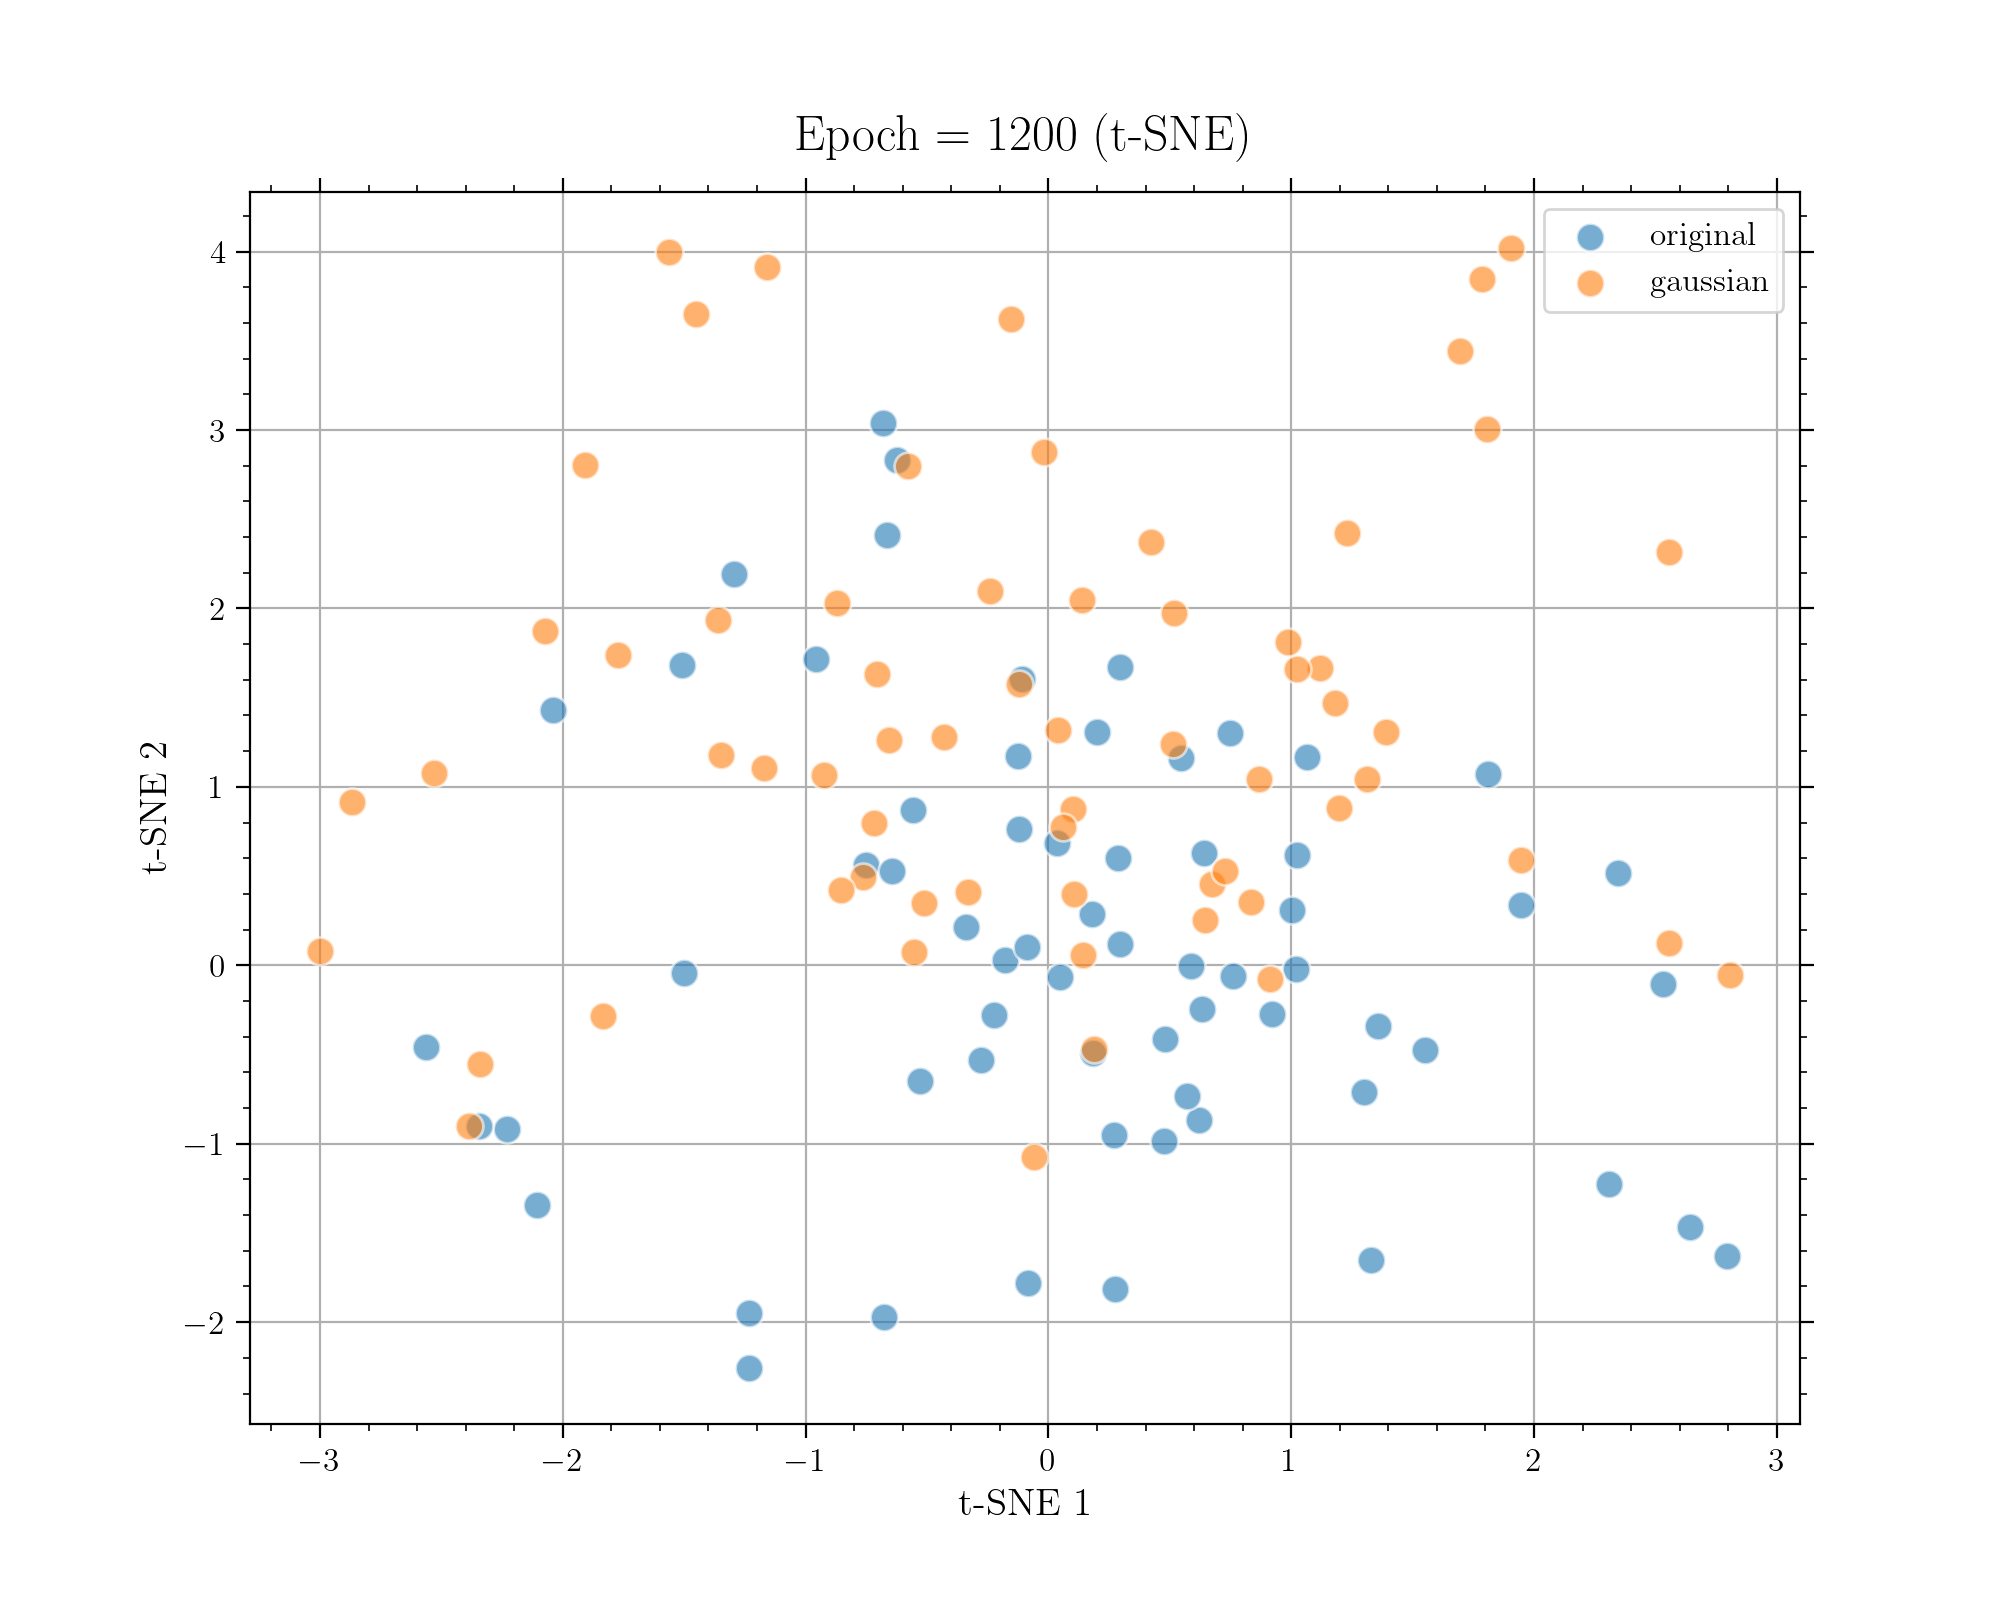 Epoch = 1200 (t-SNE)
original
gaussian
4
3
2
1
0
−1
−2
t-SNE 2
−3 −2 −1 0 1 2 3
t-SNE 1